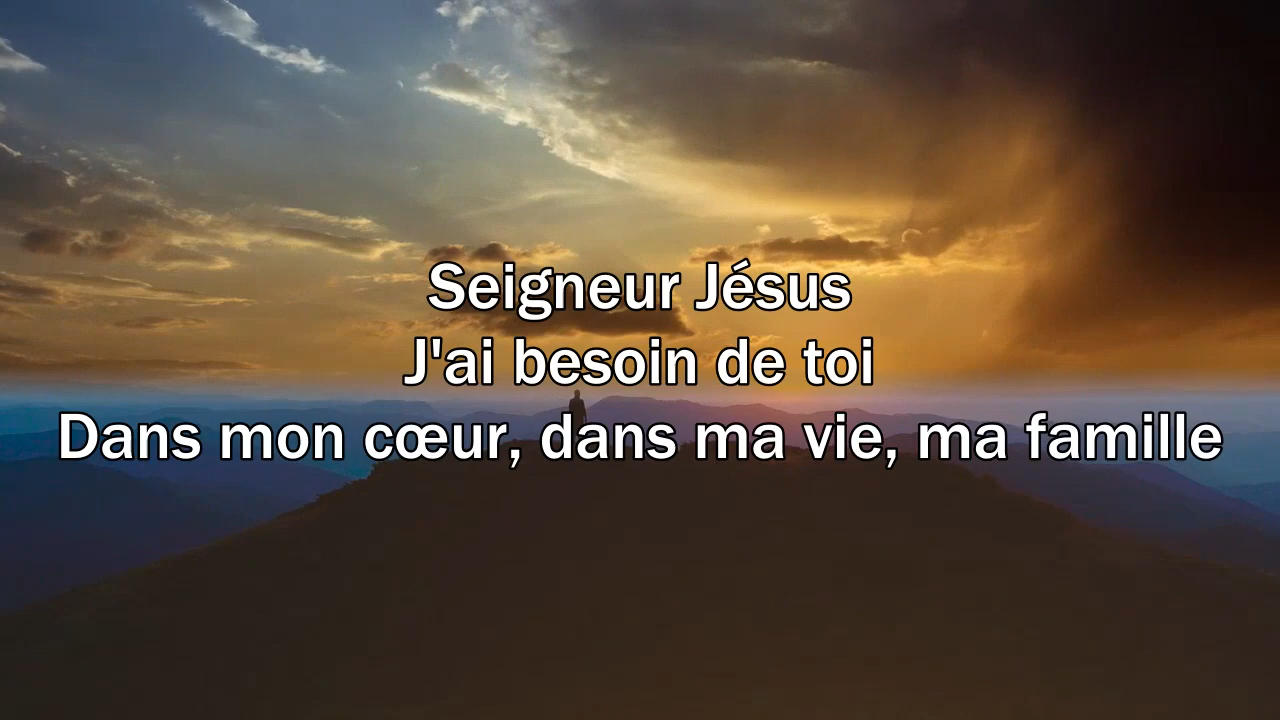 Seigneur Jésus
J'ai besoin de toi
Dans mon cœur, dans ma vie, ma famille